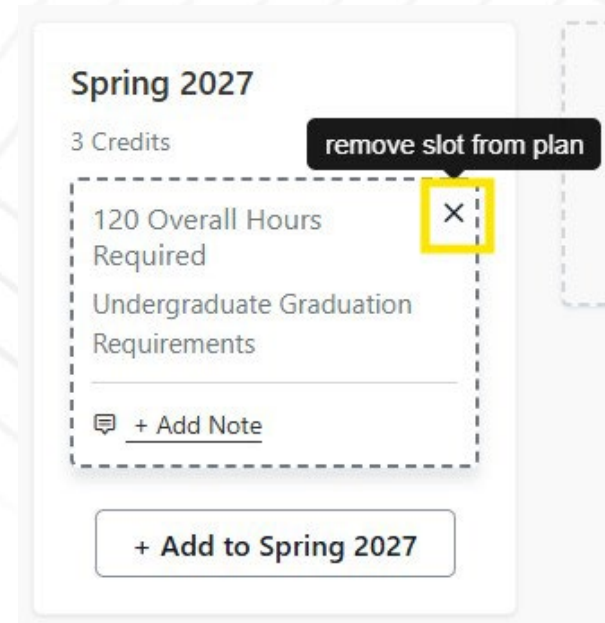 Spring 2027
3 Credits
remove slot from plan
120 Overall Hours
Required
Undergraduate Graduation
Requirements
+ Add Note
+ Add to Spring 2027